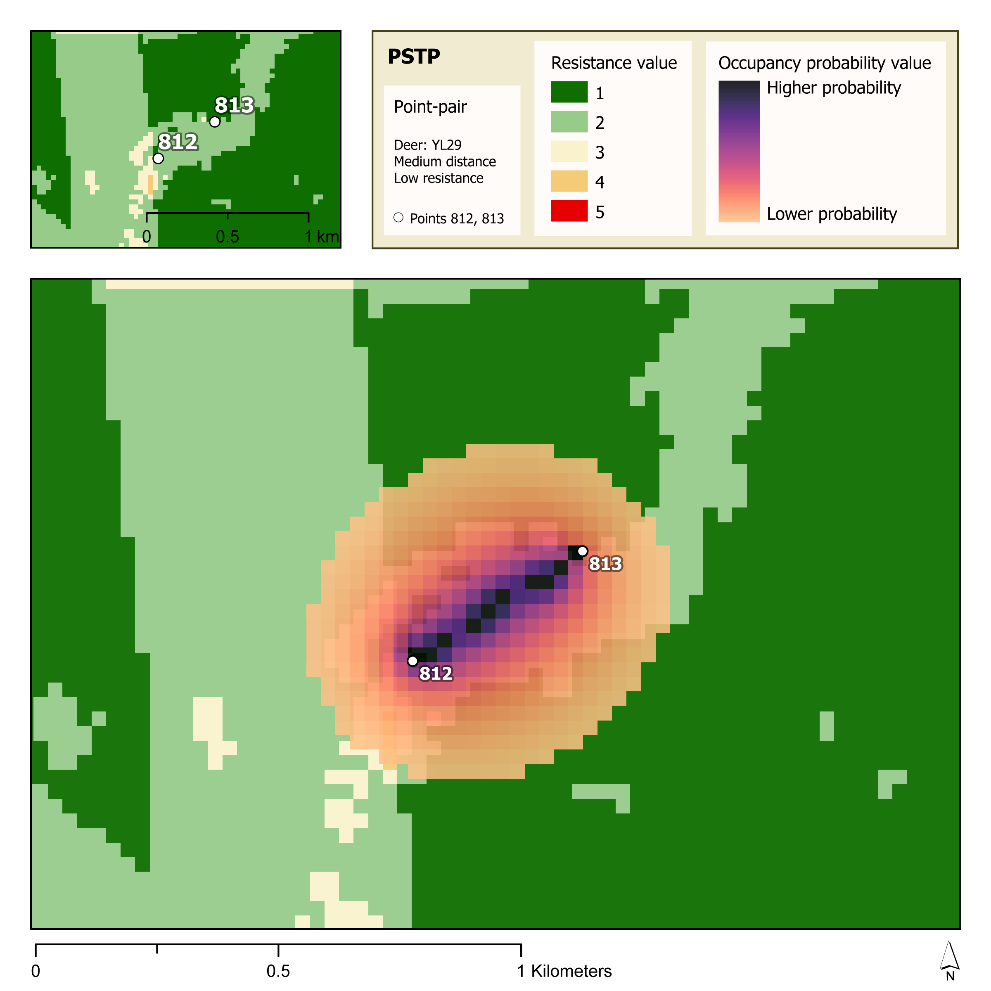 813
812
0 0.5 1 km
PSTP
Point-pair
Deer: YL29
Medium distance
Low resistance
Points 812, 813
Resistance value
1
2
3
4
5
Occupancy probability value
Higher probability
Lower probability
813
812
0 0.5 1 Kilometers
N